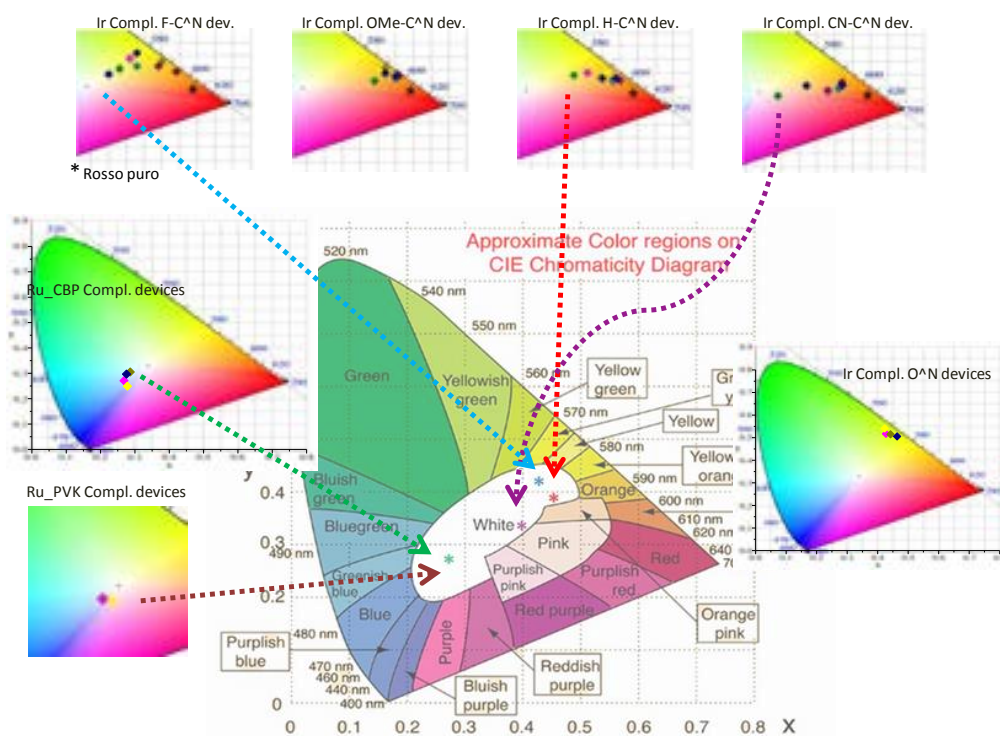 Ir Compl. F-C^N dev.
Ir Compl. OMe-C^N dev.
Ir Compl. H-C^N dev.
Ir Compl. CN-C^N dev.
* Rosso puro
Ru_CBP Compl. devices
Ir Compl. O^N devices
Ru_PVK Compl. devices
Approximate Color regions on
CIE Chromaticity Diagram
520 nm
540 nm
550 nm
560 nm
570 nm
580 nm
590 nm
600 nm
610 nm
620 nm
640
490 nm
480 nm
470 nm
460 nm
440 nm
400 nm
Green
Yellowish
green
Yellow
green
Yellow
Orange
Bluish
green
Bluegreen
White
Pink
Red
Greenish
blue
Purplish
pink
Purplish
red
Blue
Red purple
Purple
Orange
pink
Purplish
blue
Reddish
purple
Bluish
purple
y
0.4
0.3
0.2
0
0 0.1 0.2 0.3 0.4 0.5 0.6 0.7 0.8 X